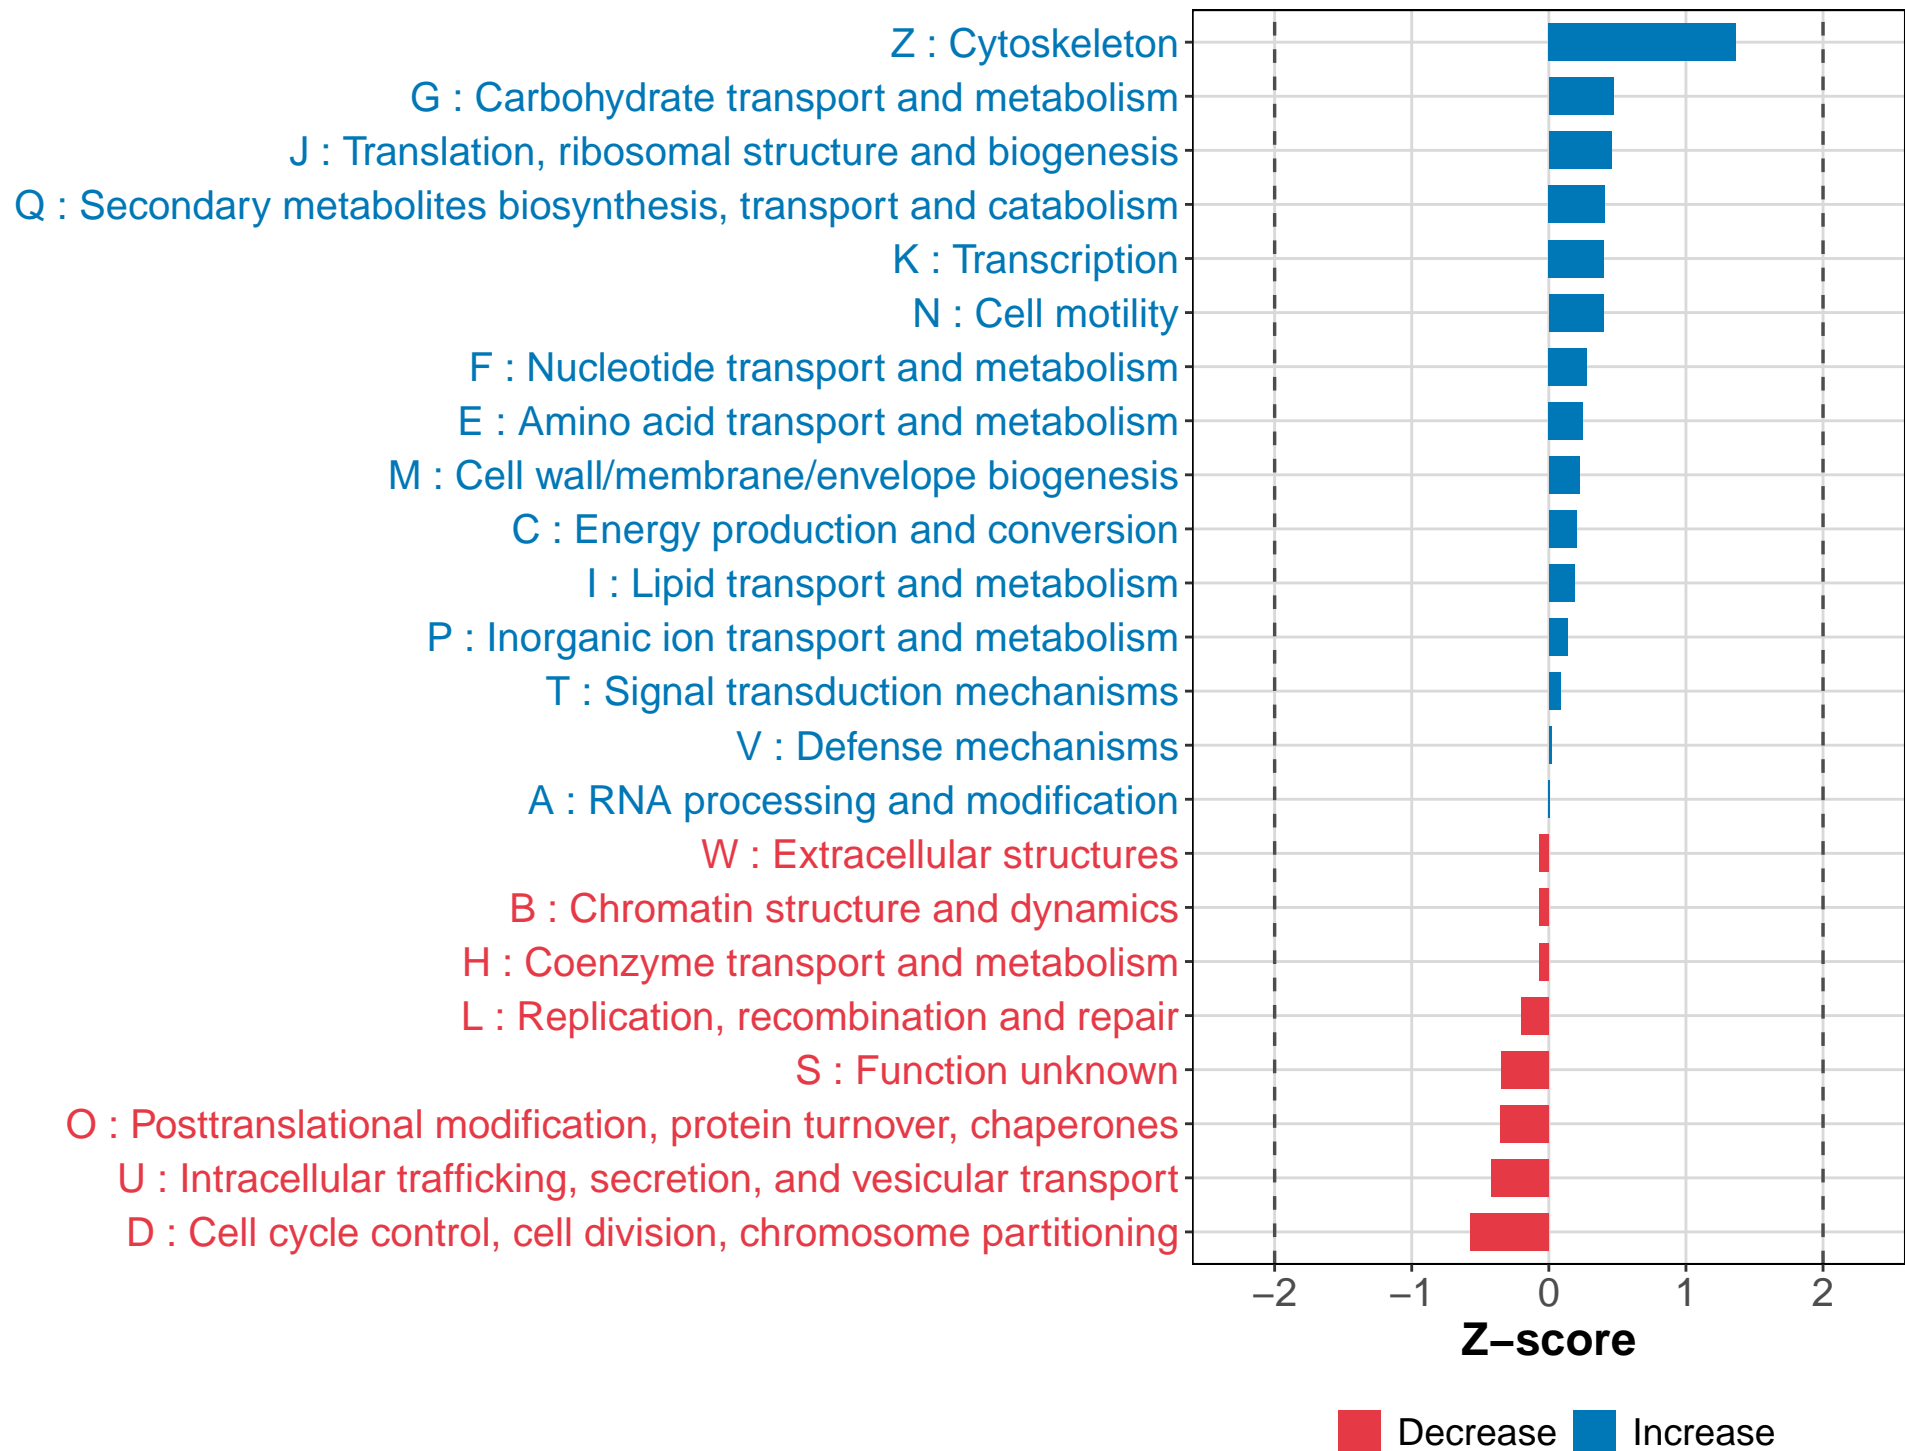 Z : Cytoskeleton
G : Carbohydrate transport and metabolism
J : Translation, ribosomal structure and biogenesis
Q : Secondary metabolites biosynthesis, transport and catabolism
K : Transcription
N : Cell motility
F : Nucleotide transport and metabolism
E : Amino acid transport and metabolism
M : Cell wall/membrane/envelope biogenesis
C : Energy production and conversion
I : Lipid transport and metabolism
P : Inorganic ion transport and metabolism
T : Signal transduction mechanisms
V : Defense mechanisms
A : RNA processing and modification
W : Extracellular structures
B : Chromatin structure and dynamics
H : Coenzyme transport and metabolism
L : Replication, recombination and repair
S : Function unknown
O : Posttranslational modification, protein turnover, chaperones
U : Intracellular trafficking, secretion, and vesicular transport
D : Cell cycle control, cell division, chromosome partitioning
−2 −1 0 1 2
Z−score
Decrease Increase